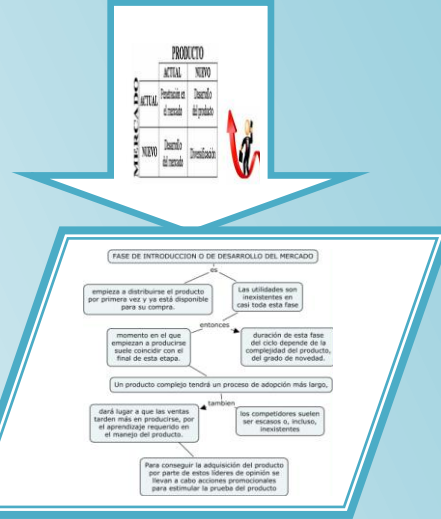 PRODUCTO
ACTUAL NUEVO
MERCADO
ACTUAL
Penetración en
el mercado
Desarrollo
del producto
NUEVO
Desarrollo
del mercado
Diversificación
FASE DE INTRODUCCION O DE DESARROLLO DEL MERCADO
es
empieza a distribuirse el producto
por primera vez y ya está disponible
para su compra.
Las utilidades son
inexistentes en
casi toda esta fase
entonces
momento en el que
empiezan a producirse
suele coincidir con el
final de esta etapa.
duración de esta fase
del ciclo depende de la
complejidad del producto,
del grado de novedad.
Un producto complejo tendrá un proceso de adopción más largo,
tambien
dará lugar a que las ventas
tarden más en producirse, por
el aprendizaje requerido en
el manejo del producto.
los competidores suelen
ser escasos o, incluso,
inexistentes
Para conseguir la adquisición del producto
por parte de estos líderes de opinión se
llevan a cabo acciones promocionales
para estimular la prueba del producto